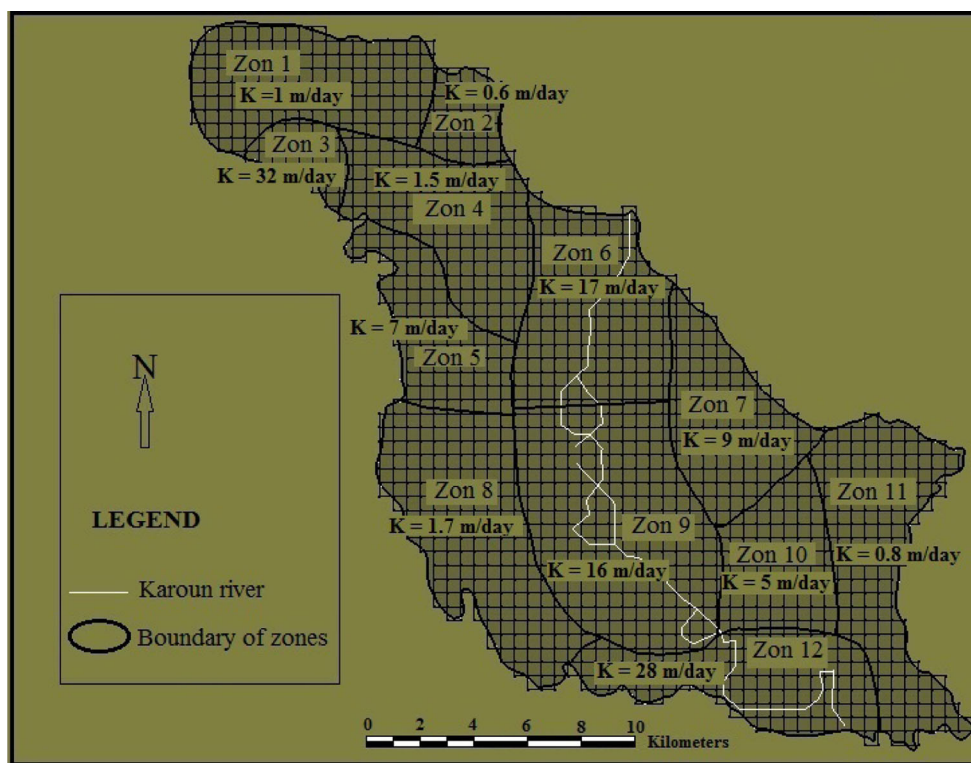 Zon 1
K =1 m/day
K = 0.6 m/day
Zon 2
Zon 3
K = 32 m/day
K = 1.5 m/day
Zon 4
Zon 6
K = 17 m/day
K = 7 m/day
Zon 5
Zon 7
K = 9 m/day
Zon 8
K = 1.7 m/day
Zon 9
K = 16 m/day
Zon 10
K = 5 m/day
Zon 11
K = 0.8 m/day
Zon 12
K = 28 m/day
N
LEGEND
Karoun river
Boundary of zones
0 2 4 6 8 10
Kilometers